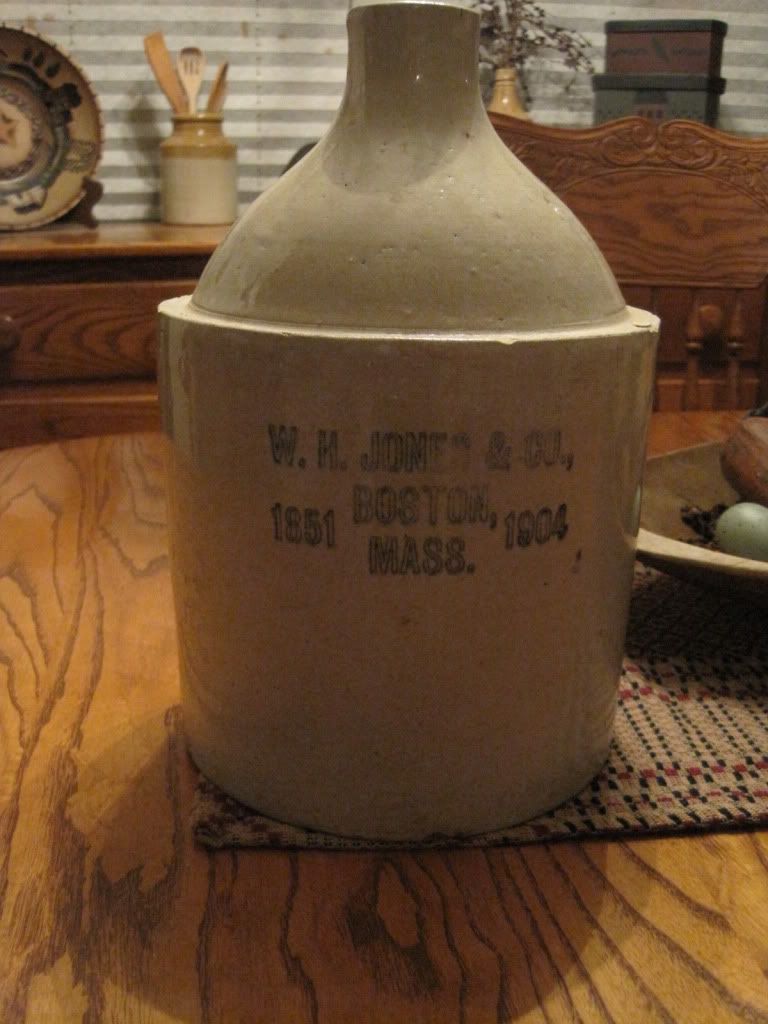 W. H. JONES & CO.,
1851 BOSTON, 1904
MASS.